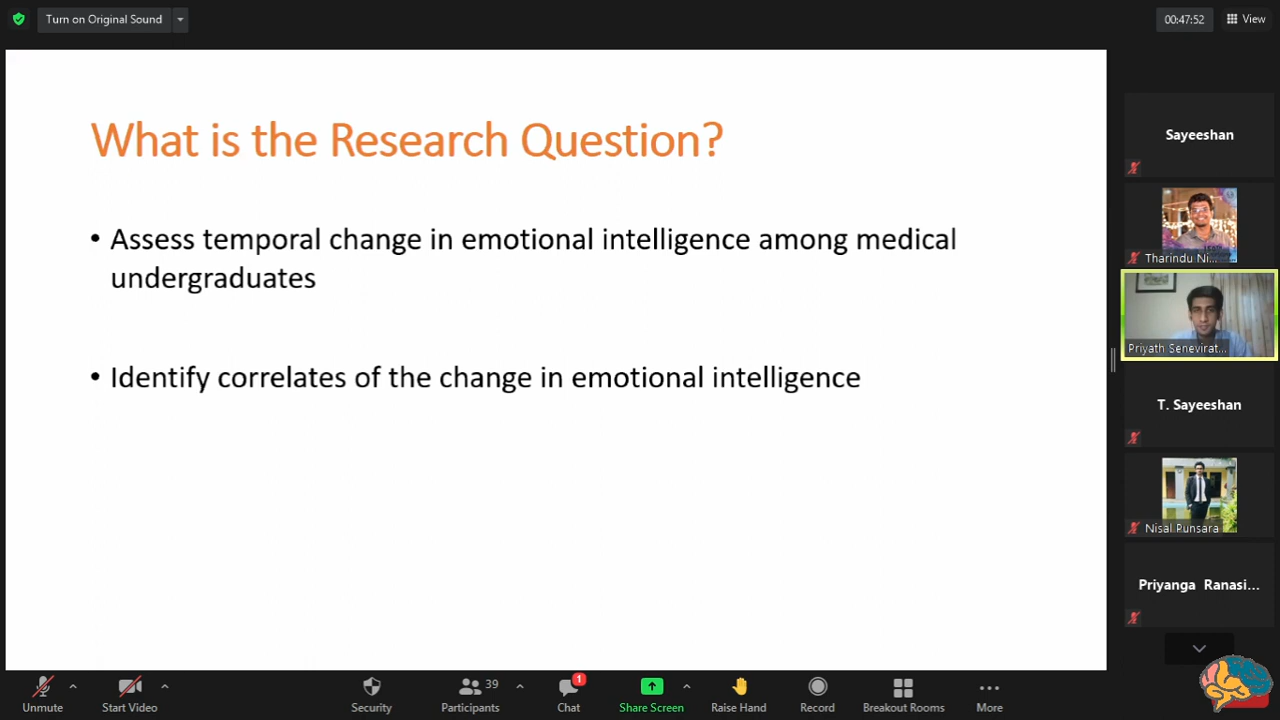 Turn on Original Sound
00:47:52
View
What is the Research Question?
• Assess temporal change in emotional intelligence among medical
undergraduates
• Identify correlates of the change in emotional intelligence
Sayeeshan
Tharindu Ni...
Priyath Senevirat...
T. Sayeeshan
Nisal Punsara
Priyanga Ranasi...
Unmute
Start Video
Security
39
Participants
1
Chat
Share Screen
Raise Hand
Record
Breakout Rooms
More